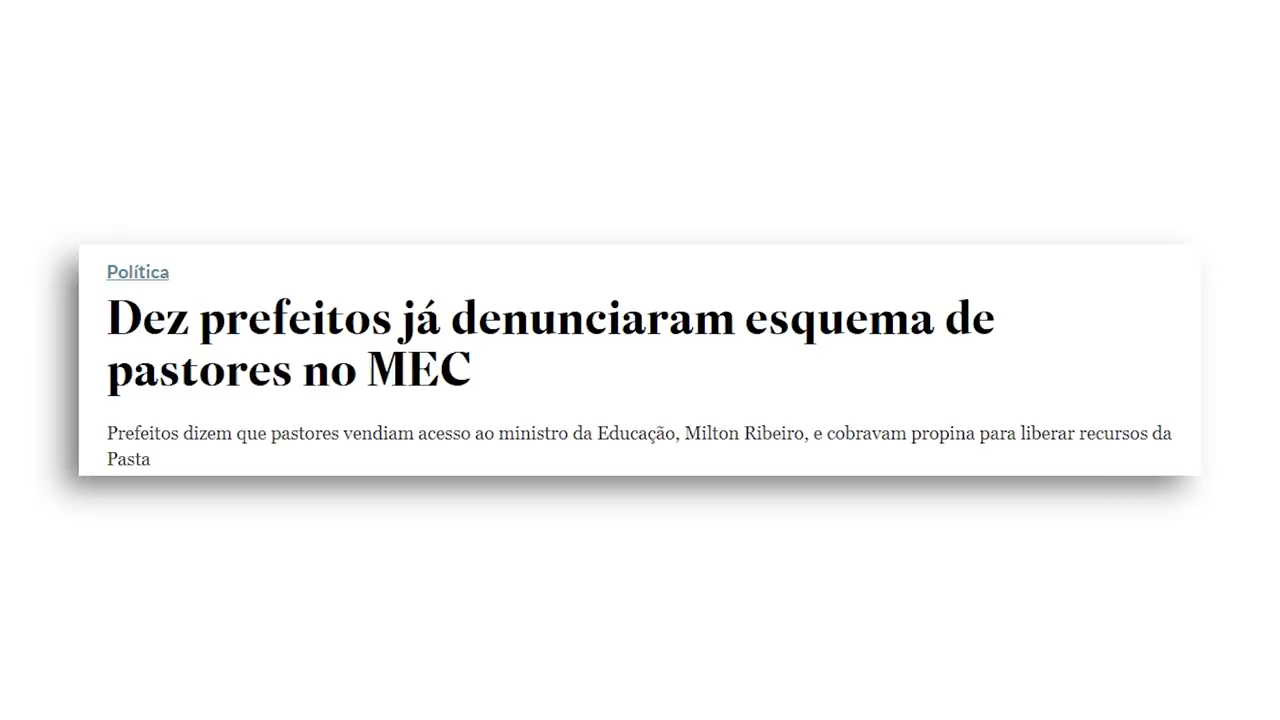 Política
Dez prefeitos já denunciaram esquema de
pastores no MEC
Prefeitos dizem que pastores vendiam acesso ao ministro da Educação, Milton Ribeiro, e cobravam propina para liberar recursos da
Pasta